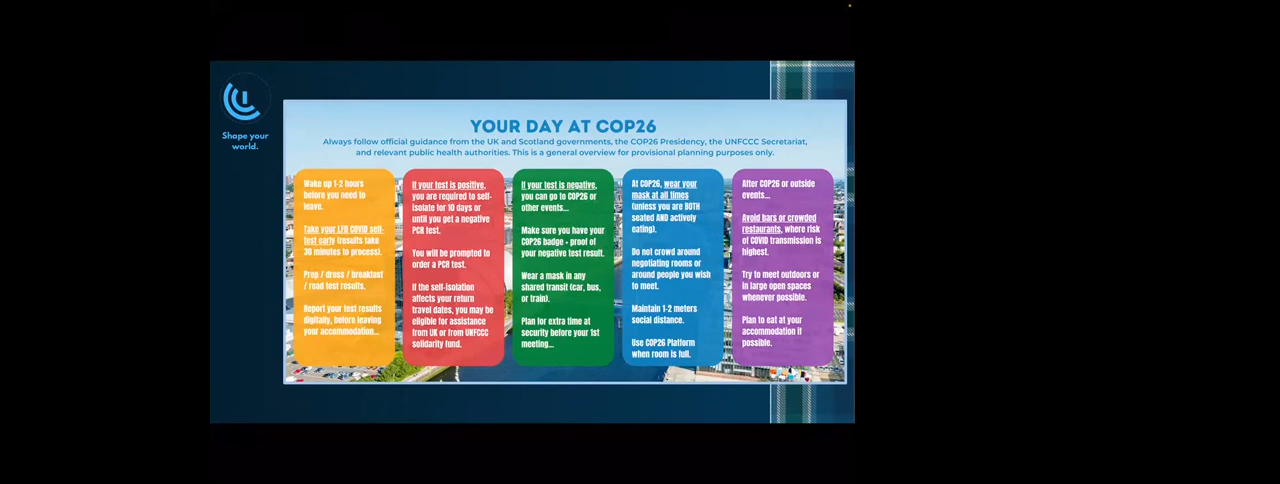 Shape your
world.
YOUR DAY AT COP26
Always follow official guidance from the UK and Scotland governments, the COP26 Presidency, the UNFCCC Secretariat,
and relevant public health authorities. This is a general overview for provisional planning purposes only.
Wake up 1-2 hours
before you need to
leave.
Take your LFD COVID self-
test early (results take
30 minutes to process).
Prep / dress / breakfast
/ read test results.
Report your test results
digitally, before leaving
your accommodation...
If your test is positive,
you are required to self-
isolate for 10 days or
until you get a negative
PCR test.
You will be prompted to
order a PCR test.
If the self-isolation
affects your return
travel dates, you may be
eligible for assistance
from UK or from UNFCCC
solidarity fund.
If your test is negative,
you can go to COP26 or
other events...
Make sure you have your
COP26 badge + proof of
your negative test result.
Wear a mask in any
shared transit (car, bus,
or train).
Plan for extra time at
security before your 1st
meeting...
At COP26, wear your
mask at all times
(unless you are BOTH
seated AND actively
eating).
Do not crowd around
negotiating rooms or
around people you wish
to meet.
Maintain 1-2 meters
social distance.
Use COP26 Platform
when room is full.
After COP26 or outside
events...
Avoid bars or crowded
restaurants, where risk
of COVID transmission is
highest.
Try to meet outdoors or
in large open spaces
whenever possible.
Plan to eat at your
accommodation if
possible.